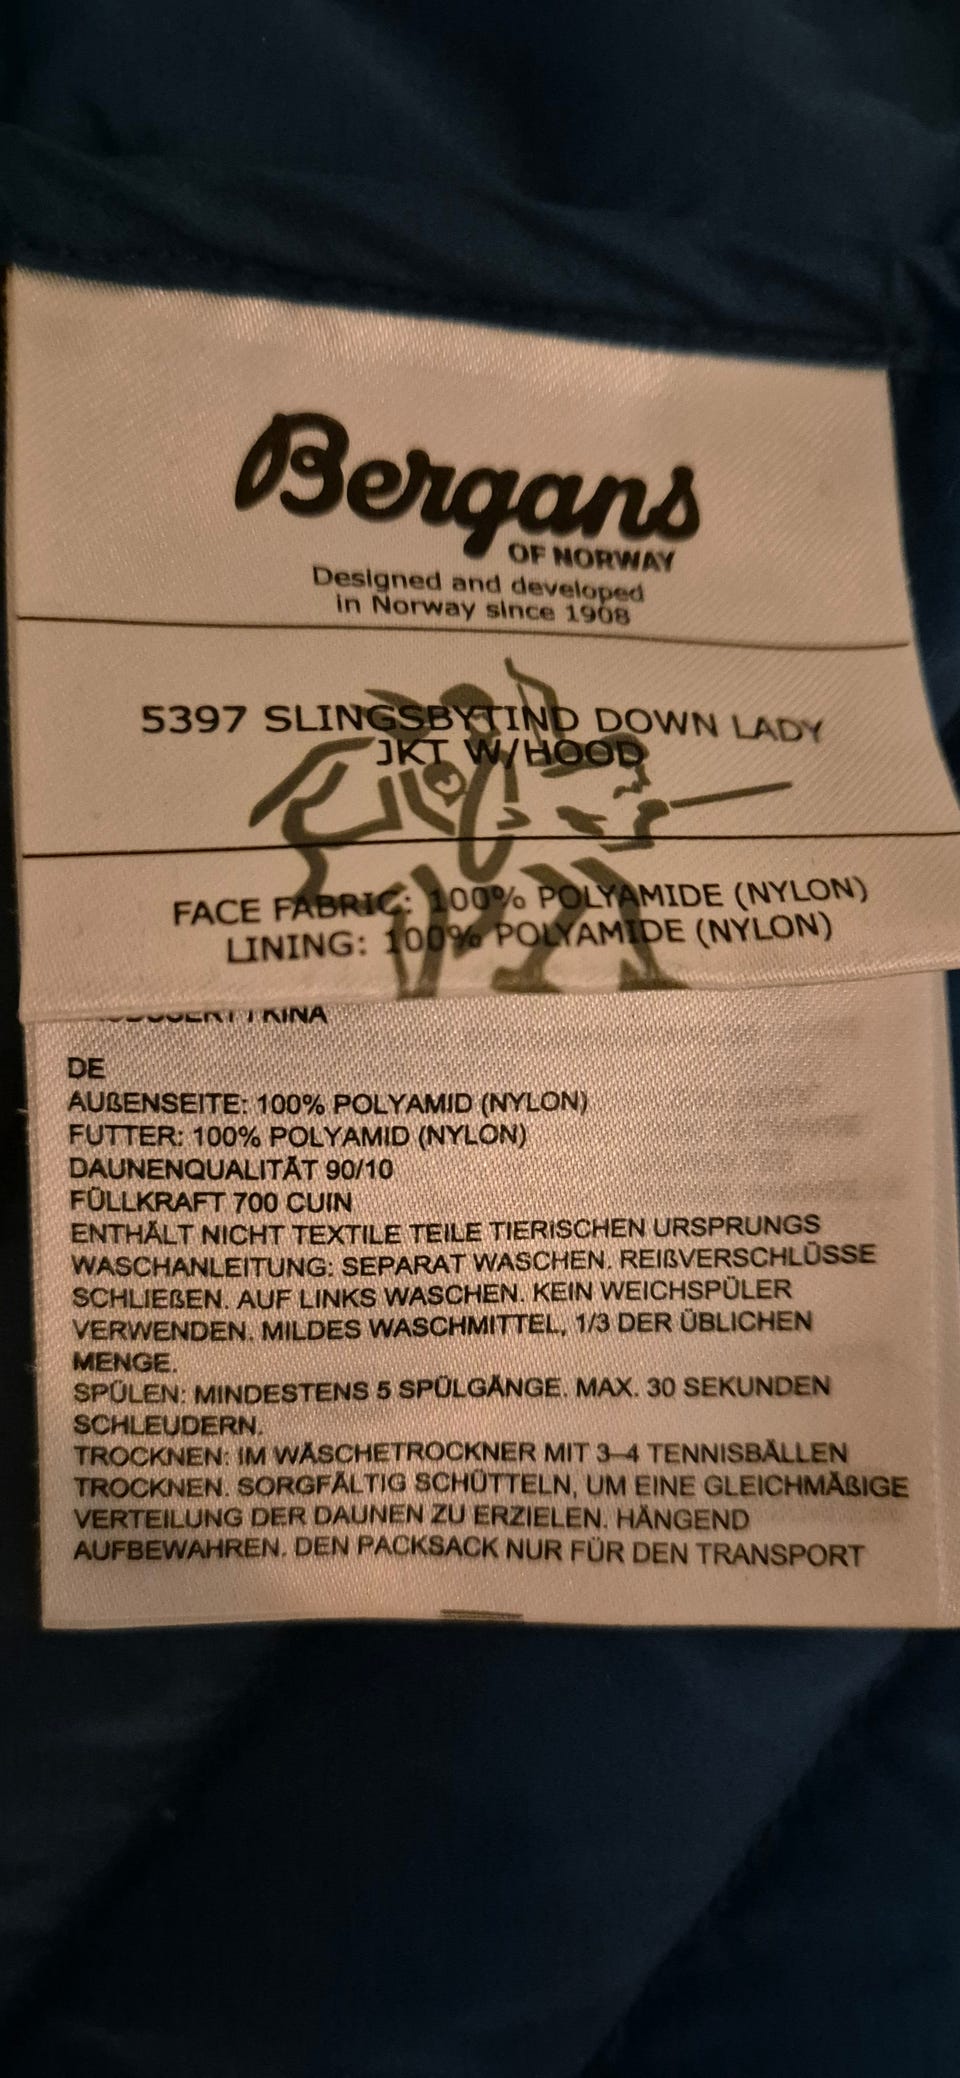 Bergans
OF NORWAY
Designed and developed
in Norway since 1908
5397 SLINGSBYTIND DOWN LADY
JKT W/HOOD
FACE FABRIC: 100% POLYAMIDE (NYLON)
LINING: 100% POLYAMIDE (NYLON)
I KINA
DE
AUßENSEITE: 100% POLYAMID (NYLON)
FUTTER: 100% POLYAMID (NYLON)
DAUNENQUALITÄT 90/10
FÜLLKRAFT 700 CUIN
ENTHÄLT NICHT TEXTILE TEILE TIERISCHEN URSPRUNGS
WASCHANLEITUNG: SEPARAT WASCHEN. REIßVERSCHLÜSSE
SCHLIEßEN. AUF LINKS WASCHEN. KEIN WEICHSPÜLER
VERWENDEN. MILDES WASCHMITTEL, 1/3 DER ÜBLICHEN
MENGE.
SPÜLEN: MINDESTENS 5 SPÜLGÄNGE. MAX. 30 SEKUNDEN
SCHLEUDERN.
TROCKNEN: IM WÄSCHETROCKNER MIT 3–4 TENNISBÄLLEN
TROCKNEN. SORGFÄLTIG SCHÜTTELN, UM EINE GLEICHMÄßIGE
VERTEILUNG DER DAUNEN ZU ERZIELEN. HÄNGEND
AUFBEWAHREN. DEN PACKSACK NUR FÜR DEN TRANSPORT